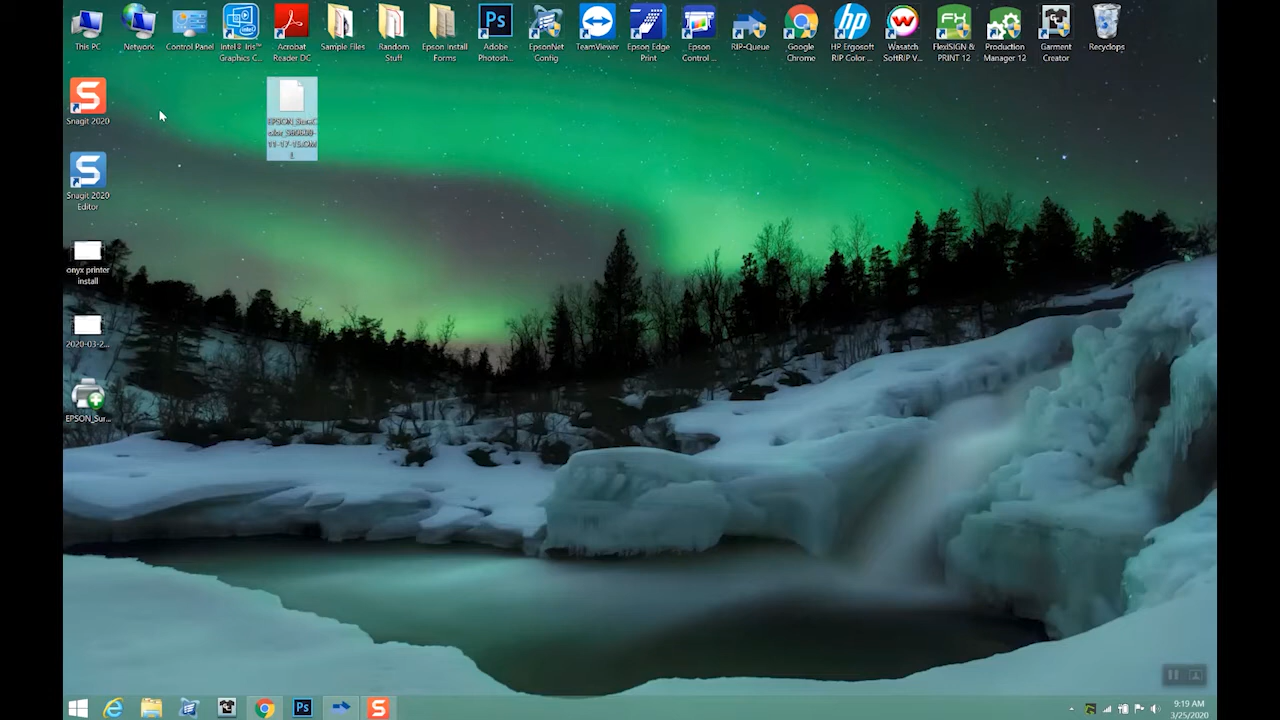 This PC
Network
Control Panel
Intel® Iris™
Graphics C...
Acrobat
Reader DC
Sample Files
Random
Stuff
Epson Install
Forms
Adobe
Photosh...
EpsonNet
Config
TeamViewer
Epson Edge
Print
Epson
Control ...
RIP-Queue
Google
Chrome
HP Ergosoft
RIP Color ...
Wasatch
SoftRIP V...
FlexiSIGN &
PRINT 12
Production
Manager 12
Garment
Creator
Recyclops
Snagit 2020
Snagit 2020
Editor
onyx printer
install
2020-03-2...
EPSON_Sur...
9:19 AM
3/25/2020